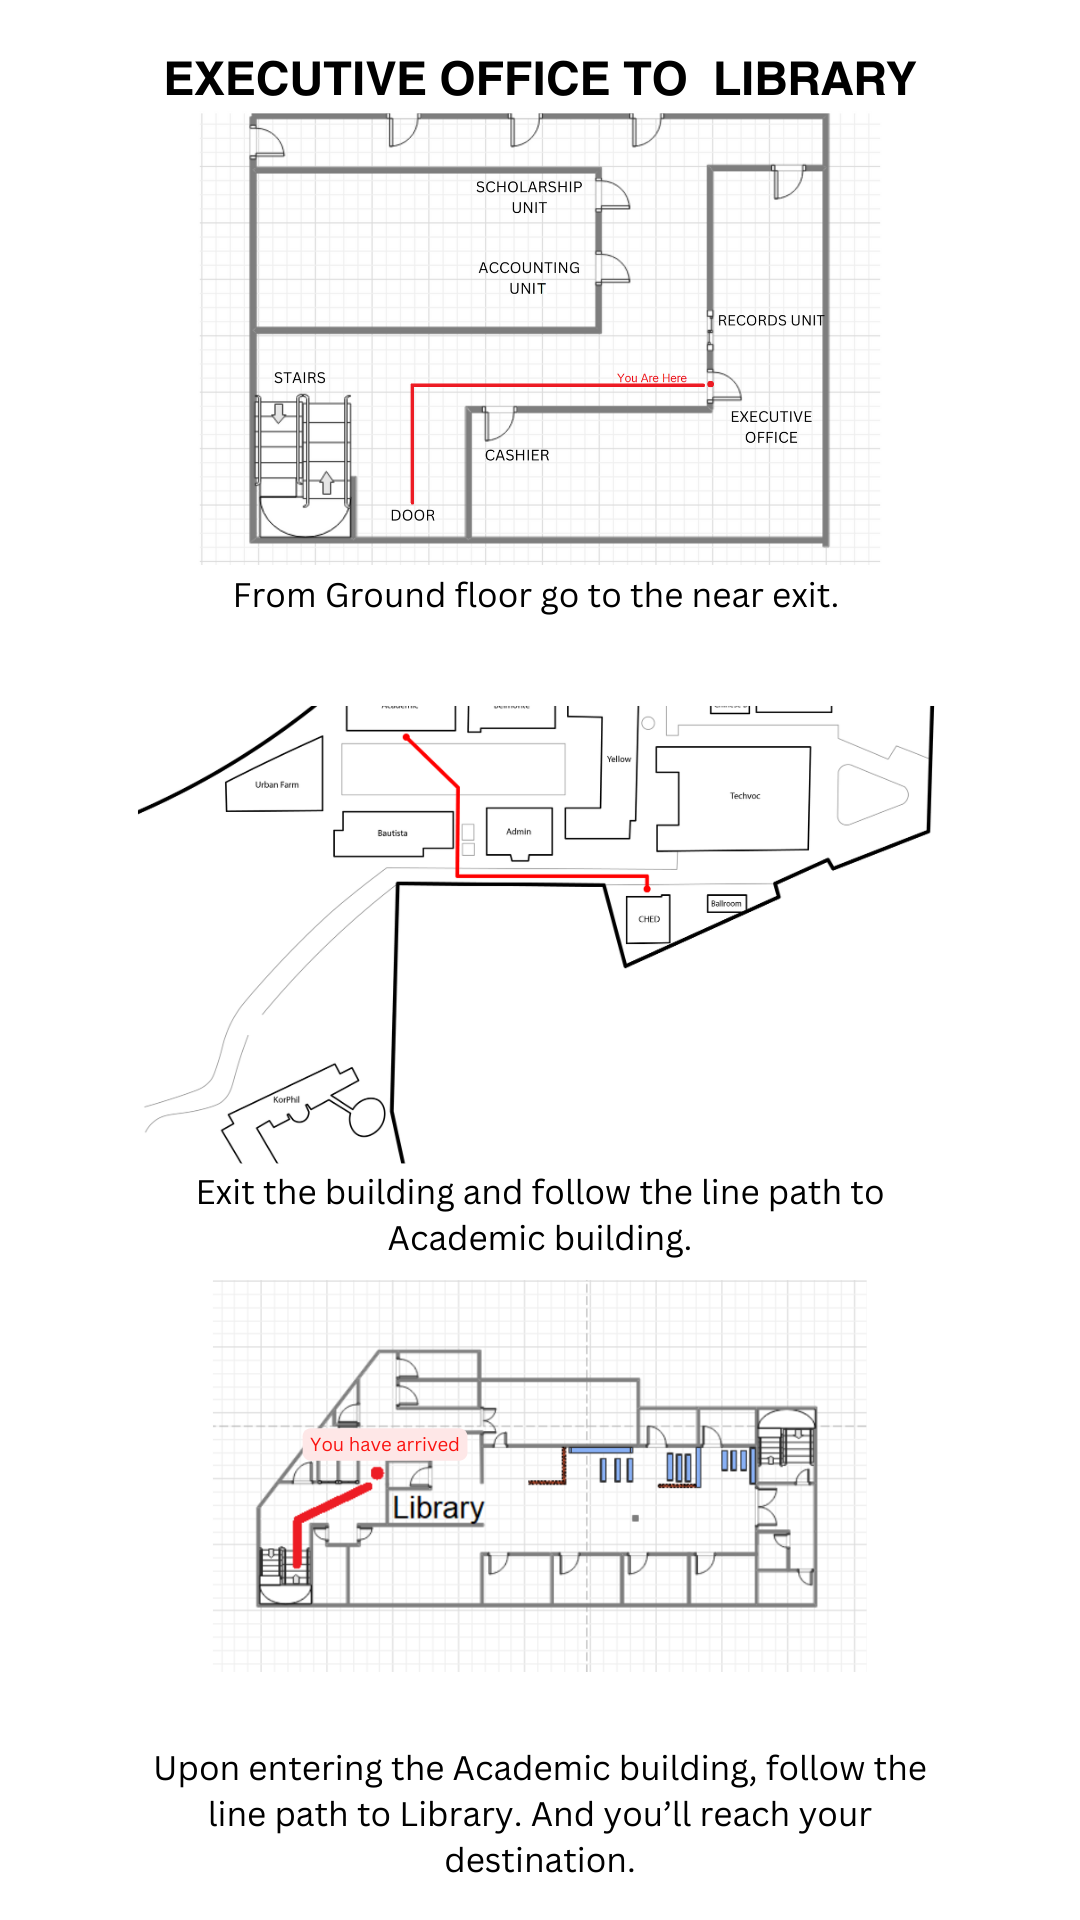 EXECUTIVE OFFICE TO LIBRARY
SCHOLARSHIP
UNIT
ACCOUNTING
UNIT
RECORDS UNIT
STAIRS
You Are Here
EXECUTIVE
OFFICE
CASHIER
DOOR
From Ground floor go to the near exit.
Academic
Belmonte
Yellow
Urban Farm
Techvoc
Bautista
Admin
CHED
Ballroom
KorPhil
Exit the building and follow the line path to
Academic building.
You have arrived
Library
Upon entering the Academic building, follow the
line path to Library. And you’ll reach your
destination.